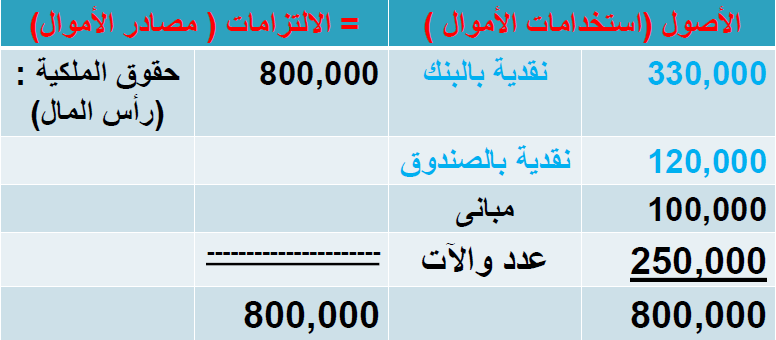 الأصول (استخدامات الأموال ) = الالتزامات ( مصادر الأموال)
330,000 نقدية بالبنك 800,000 حقوق الملكية :
(رأس المال)
120,000 نقدية بالصندوق
100,000 مبانى
250,000 عدد والآت ----------------------
800,000 800,000